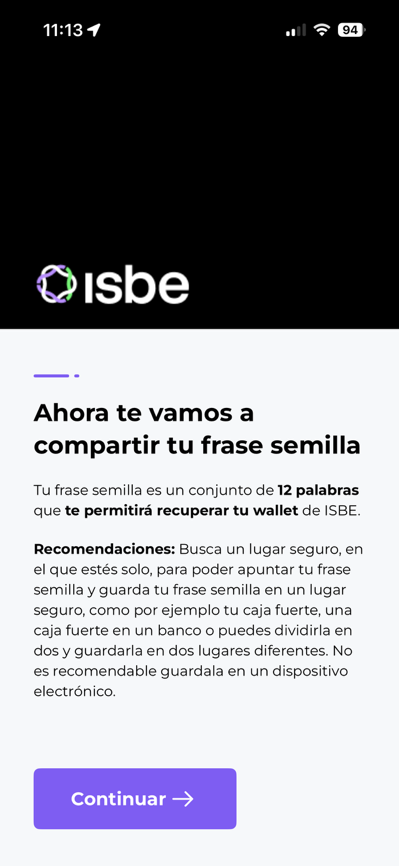 11:13
94
isbe
Ahora te vamos a
compartir tu frase semilla
Tu frase semilla es un conjunto de 12 palabras
que te permitirá recuperar tu wallet de ISBE.
Recomendaciones: Busca un lugar seguro, en
el que estés solo, para poder apuntar tu frase
semilla y guarda tu frase semilla en un lugar
seguro, como por ejemplo tu caja fuerte, una
caja fuerte en un banco o puedes dividirla en
dos y guardarla en dos lugares diferentes. No
es recomendable guardala en un dispositivo
electrónico.
Continuar →